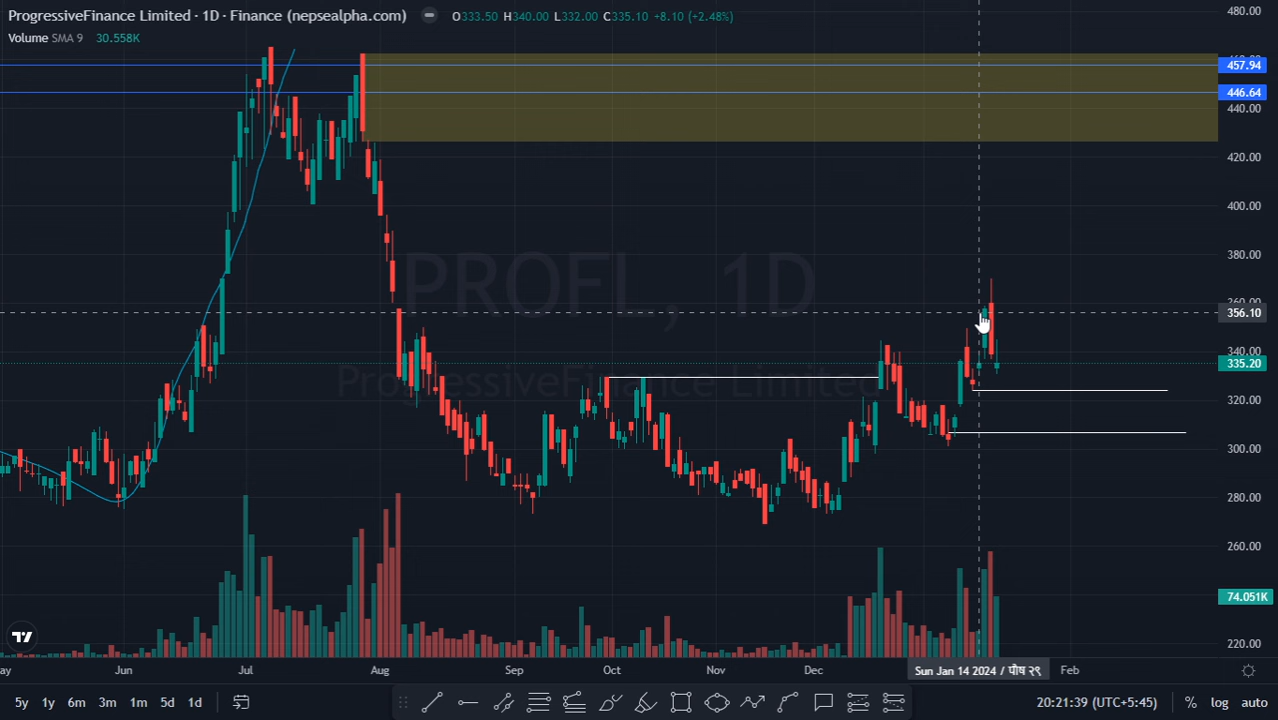 ProgressiveFinance Limited · 1D · Finance (nepsealpha.com) O333.50 H340.00 L332.00 C335.10 +8.10 (+2.48%)
Volume SMA 9 30.558K
480.00
457.94
446.64
440.00
420.00
400.00
380.00
360.00
356.10
340.00
335.20
320.00
300.00
280.00
260.00
74.051K
220.00
PROFL, 1D
ProgressiveFinance Limited
Jun Jul Aug Sep Oct Nov Dec Sun Jan 14 2024 / पौष २९ Feb
5y 1y 6m 3m 1m 5d 1d 20:21:39 (UTC+5:45) % log auto